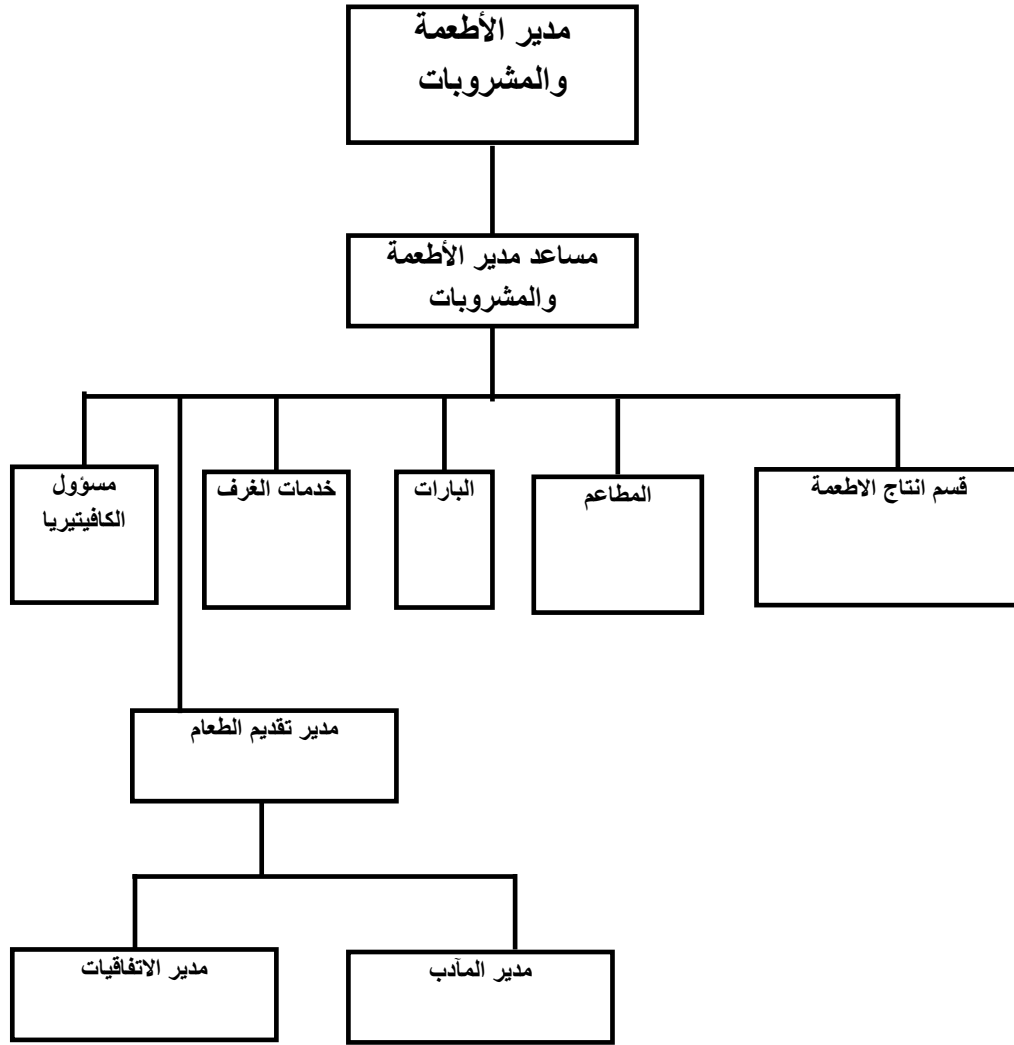 مدير الأطعمة
والمشروبات
مساعد مدير الأطعمة
والمشروبات
قسم انتاج الاطعمة
المطاعم
البارات
خدمات الغرف
مسؤول
الكافيتيريا
مدير تقديم الطعام
مدير المآدب
مدير الاتفاقيات